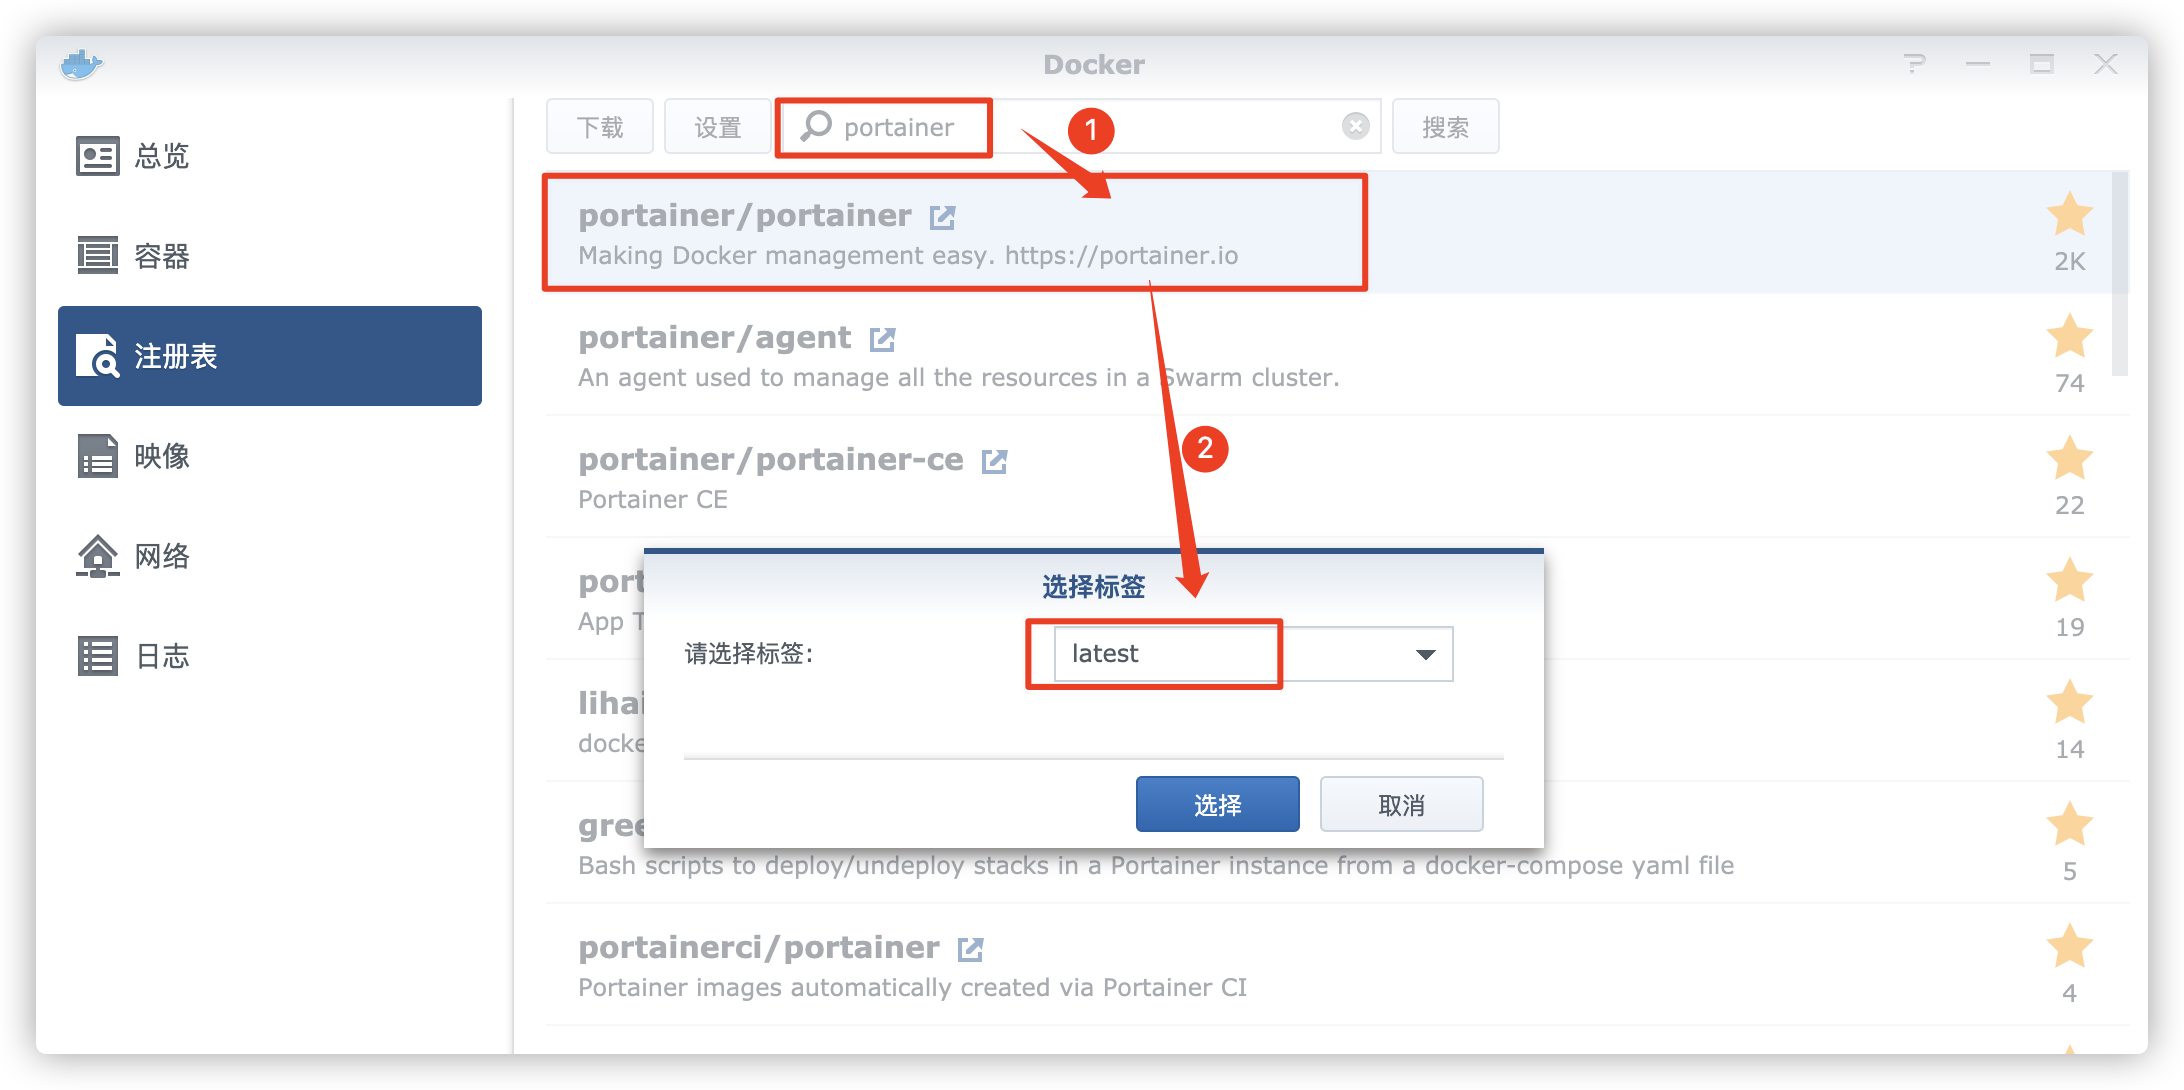 Docker
总览
容器
注册表
映像
网络
日志
下载 设置 portainer 搜索
1
portainer/portainer
Making Docker management easy. https://portainer.io
2K
portainer/agent
An agent used to manage all the resources in a Swarm cluster.
74
portainer/portainer-ce
Portainer CE
22
2
App
19
14
选择标签
请选择标签: latest
选择 取消
Bash scripts to deploy/undeploy stacks in a Portainer instance from a docker-compose yaml file
5
portainerci/portainer
Portainer images automatically created via Portainer CI
4